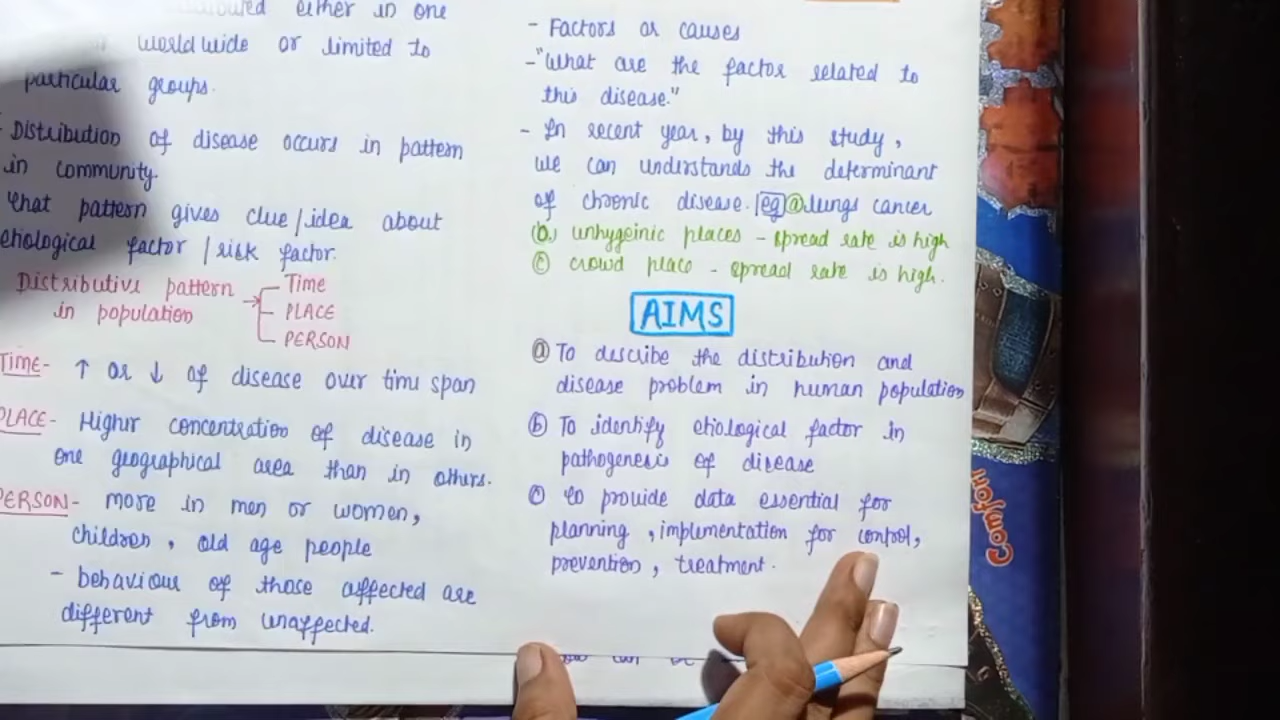 either in one
world wide or limited to
particular groups.
Distribution of disease occurs in pattern
in community.
that pattern gives clue/idea about
etiological factor / risk factor.
Distributive pattern
in population
Time
PLACE
PERSON
TIME- ↑ or ↓ of disease over time span
PLACE- Higher concentration of disease in
one geographical area than in others.
PERSON- more in men or women,
children, old age people
- behaviour of those affected are
different from unaffected.
- Factors or causes
- "What are the factor related to
this disease."
- In recent year, by this study,
we can understands the determinant
of chronic disease. eg ⓐ lungs cancer
(b.) unhygeinic places - spread rate is high
ⓒ crowd place - spread rate is high.
AIMS
ⓐ To describe the distribution and
disease problem in human population
ⓑ To identify etiological factor in
pathogenesis of disease
ⓒ to provide data essential for
planning, implementation for control,
prevention, treatment.
can be
Comfort